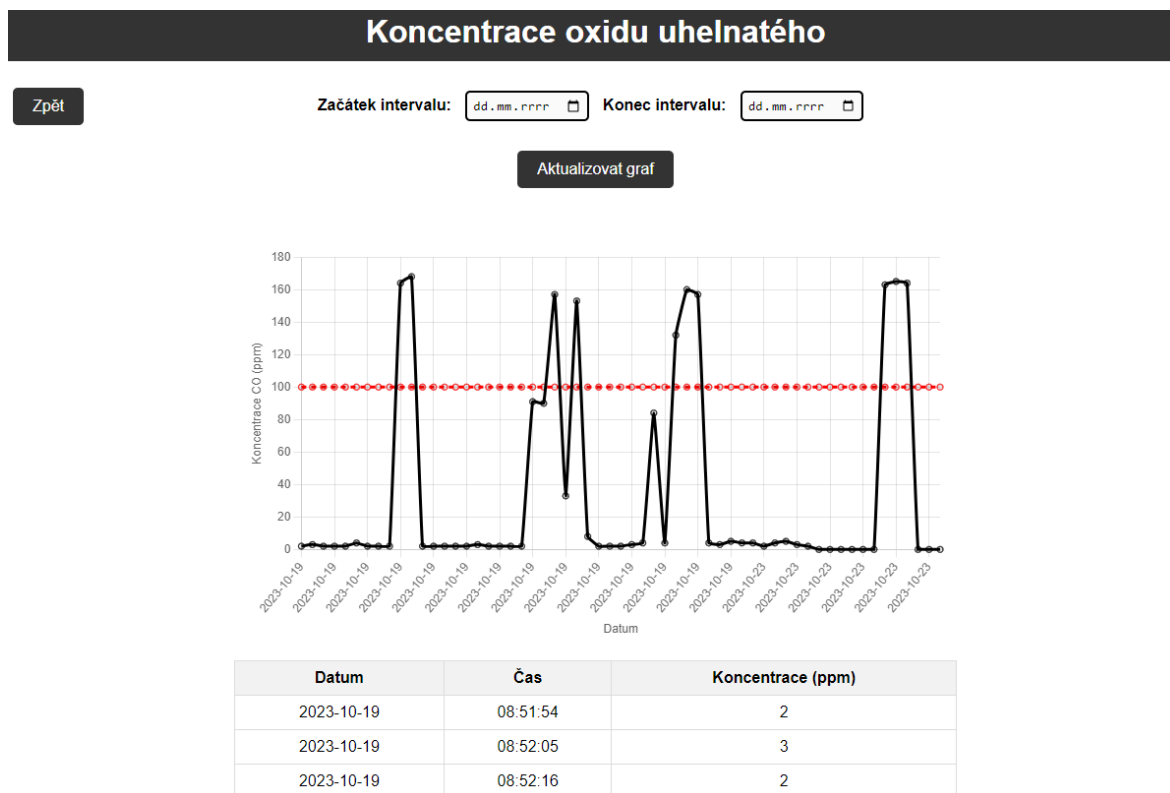 Koncentrace oxidu uhelnatého
Zpět
Začátek intervalu: dd.mm.rrrr Konec intervalu: dd.mm.rrrr
Aktualizovat graf
180
160
140
120
100
80
60
40
20
0
Koncentrace CO (ppm)
2023-10-19 2023-10-19 2023-10-19 2023-10-19 2023-10-19 2023-10-19 2023-10-19 2023-10-19 2023-10-19 2023-10-19 2023-10-19 2023-10-19 2023-10-19 2023-10-19 2023-10-23 2023-10-23 2023-10-23 2023-10-23 2023-10-23 2023-10-23
Datum
Datum Čas Koncentrace (ppm)
2023-10-19 08:51:54 2
2023-10-19 08:52:05 3
2023-10-19 08:52:16 2